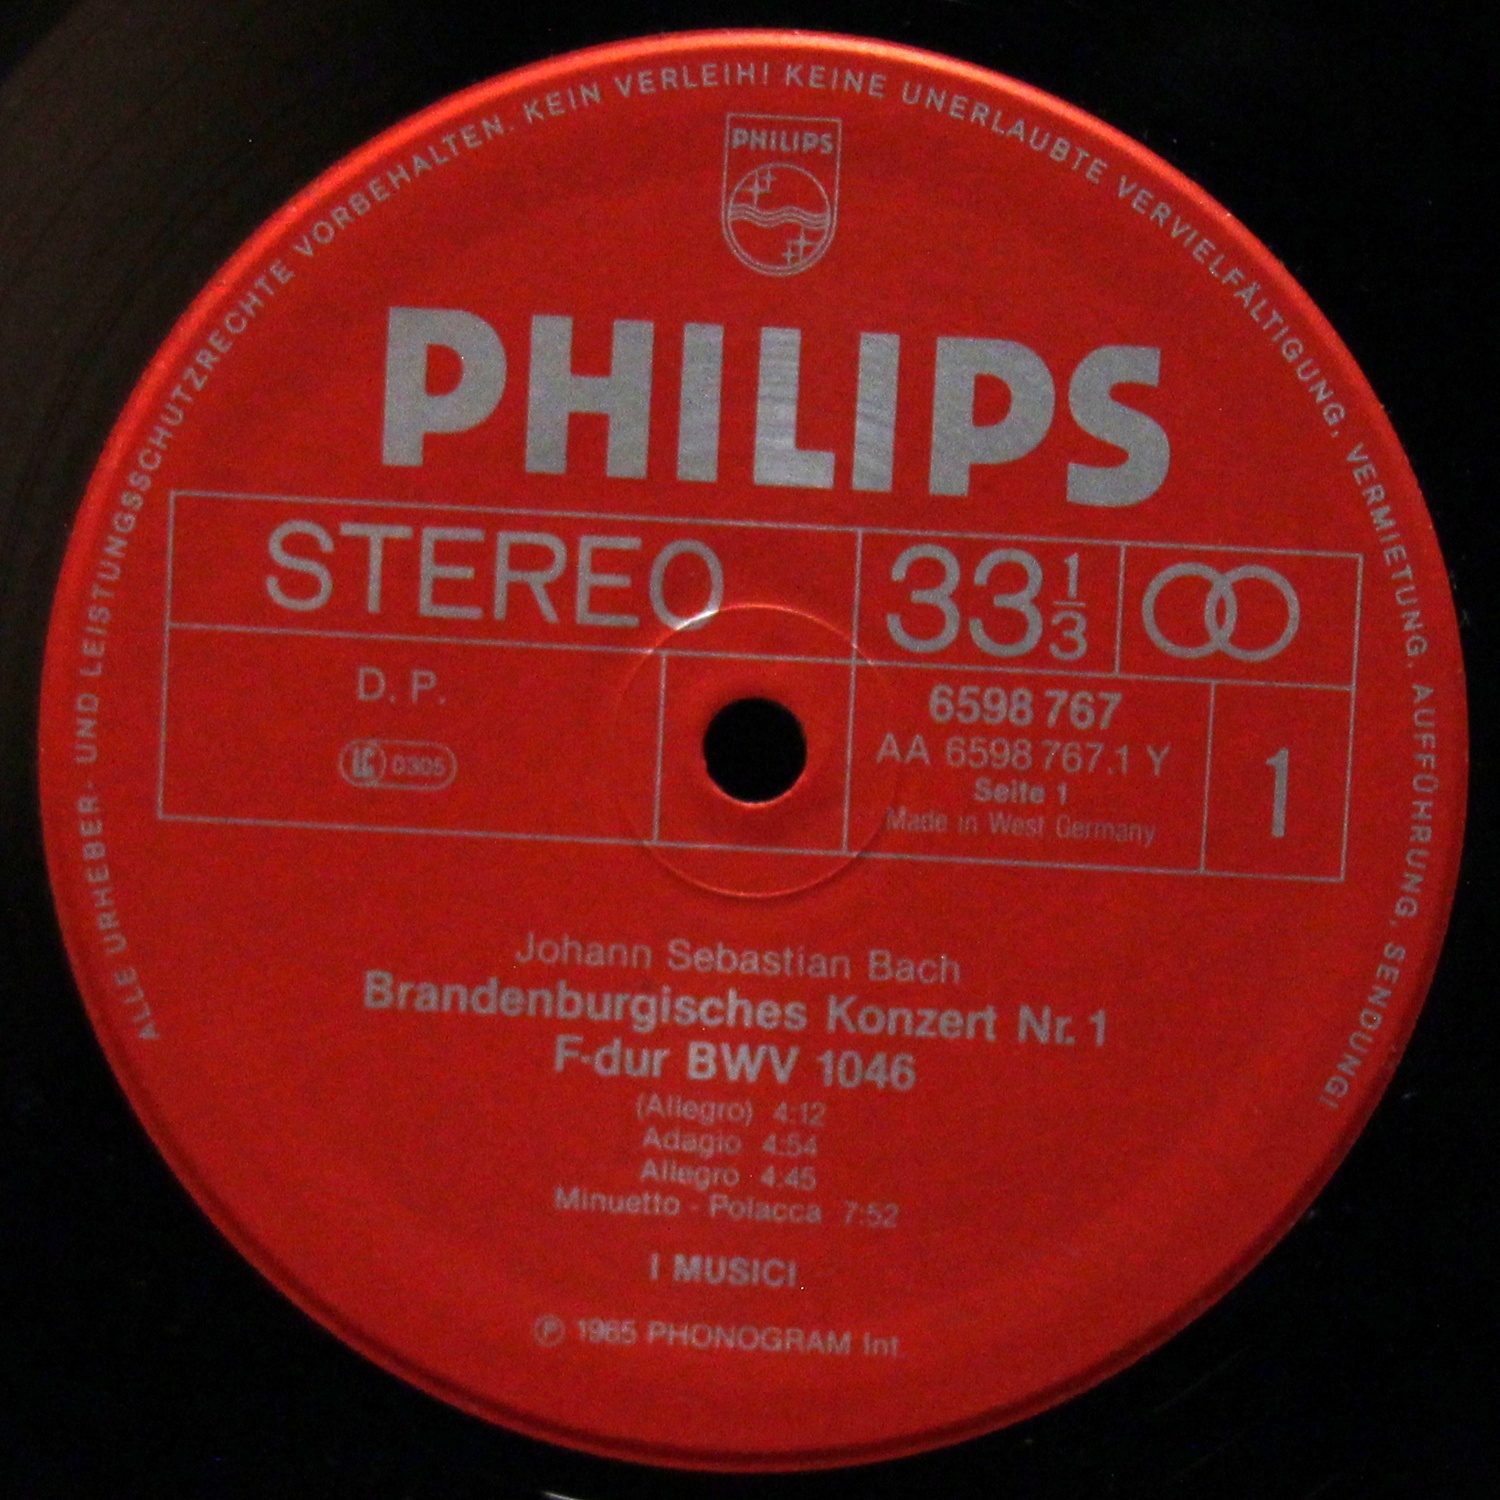 ALLE URHEBER- UND LEISTUNGSSCHUTZRECHTE VORBEHALTEN. KEIN VERLEIH! KEINE UNERLAUBTE VERVIELFÄLTIGUNG, VERMIETUNG, AUFFÜHRUNG, SENDUNG!
PHILIPS
PHILIPS
STEREO 33 1/3
D. P.
LC 0305
6598 767
AA 6598 767.1 Y
Seite 1
Made in West Germany
1
Johann Sebastian Bach
Brandenburgisches Konzert Nr. 1
F-dur BWV 1046
(Allegro) 4:12
Adagio 4:54
Allegro 4:45
Minuetto - Polacca 7:52
I MUSICI
Ⓟ 1965 PHONOGRAM Int.